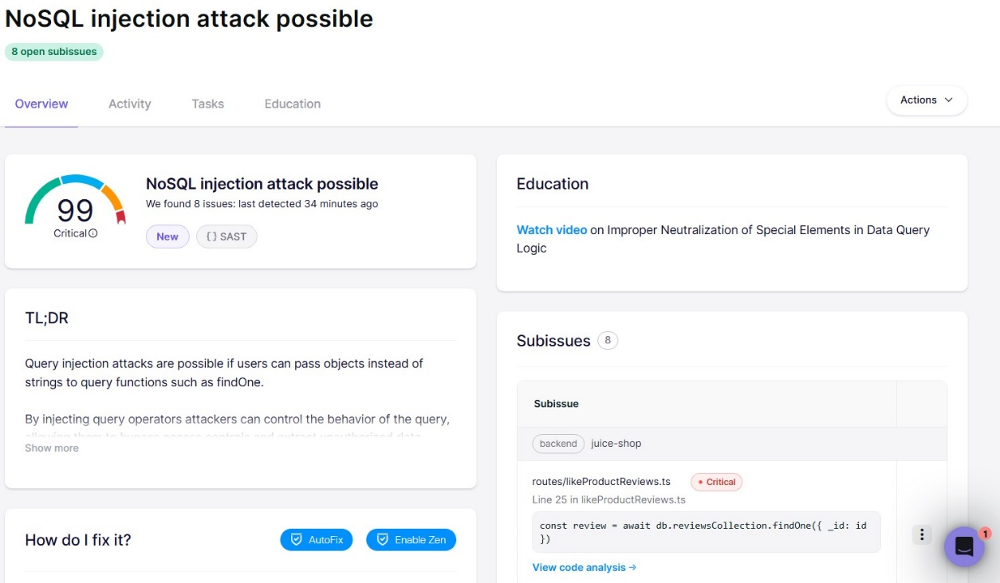 NoSQL injection attack possible
8 open subissues
Overview
Activity
Tasks
Education
Actions
99
Critical
NoSQL injection attack possible
We found 8 issues: last detected 34 minutes ago
New
{} SAST
TL;DR
Query injection attacks are possible if users can pass objects instead of
strings to query functions such as findOne.
By injecting query operators attackers can control the behavior of the query,
allowing them to bypass access controls and extract unauthorized data.
Show more
How do I fix it?
AutoFix
Enable Zen
Education
Watch video on Improper Neutralization of Special Elements in Data Query
Logic
Subissues 8
Subissue
backend juice-shop
routes/likeProductReviews.ts
Critical
Line 25 in likeProductReviews.ts
const review = await db.reviewsCollection.findOne({ _id: id
})
View code analysis →
1